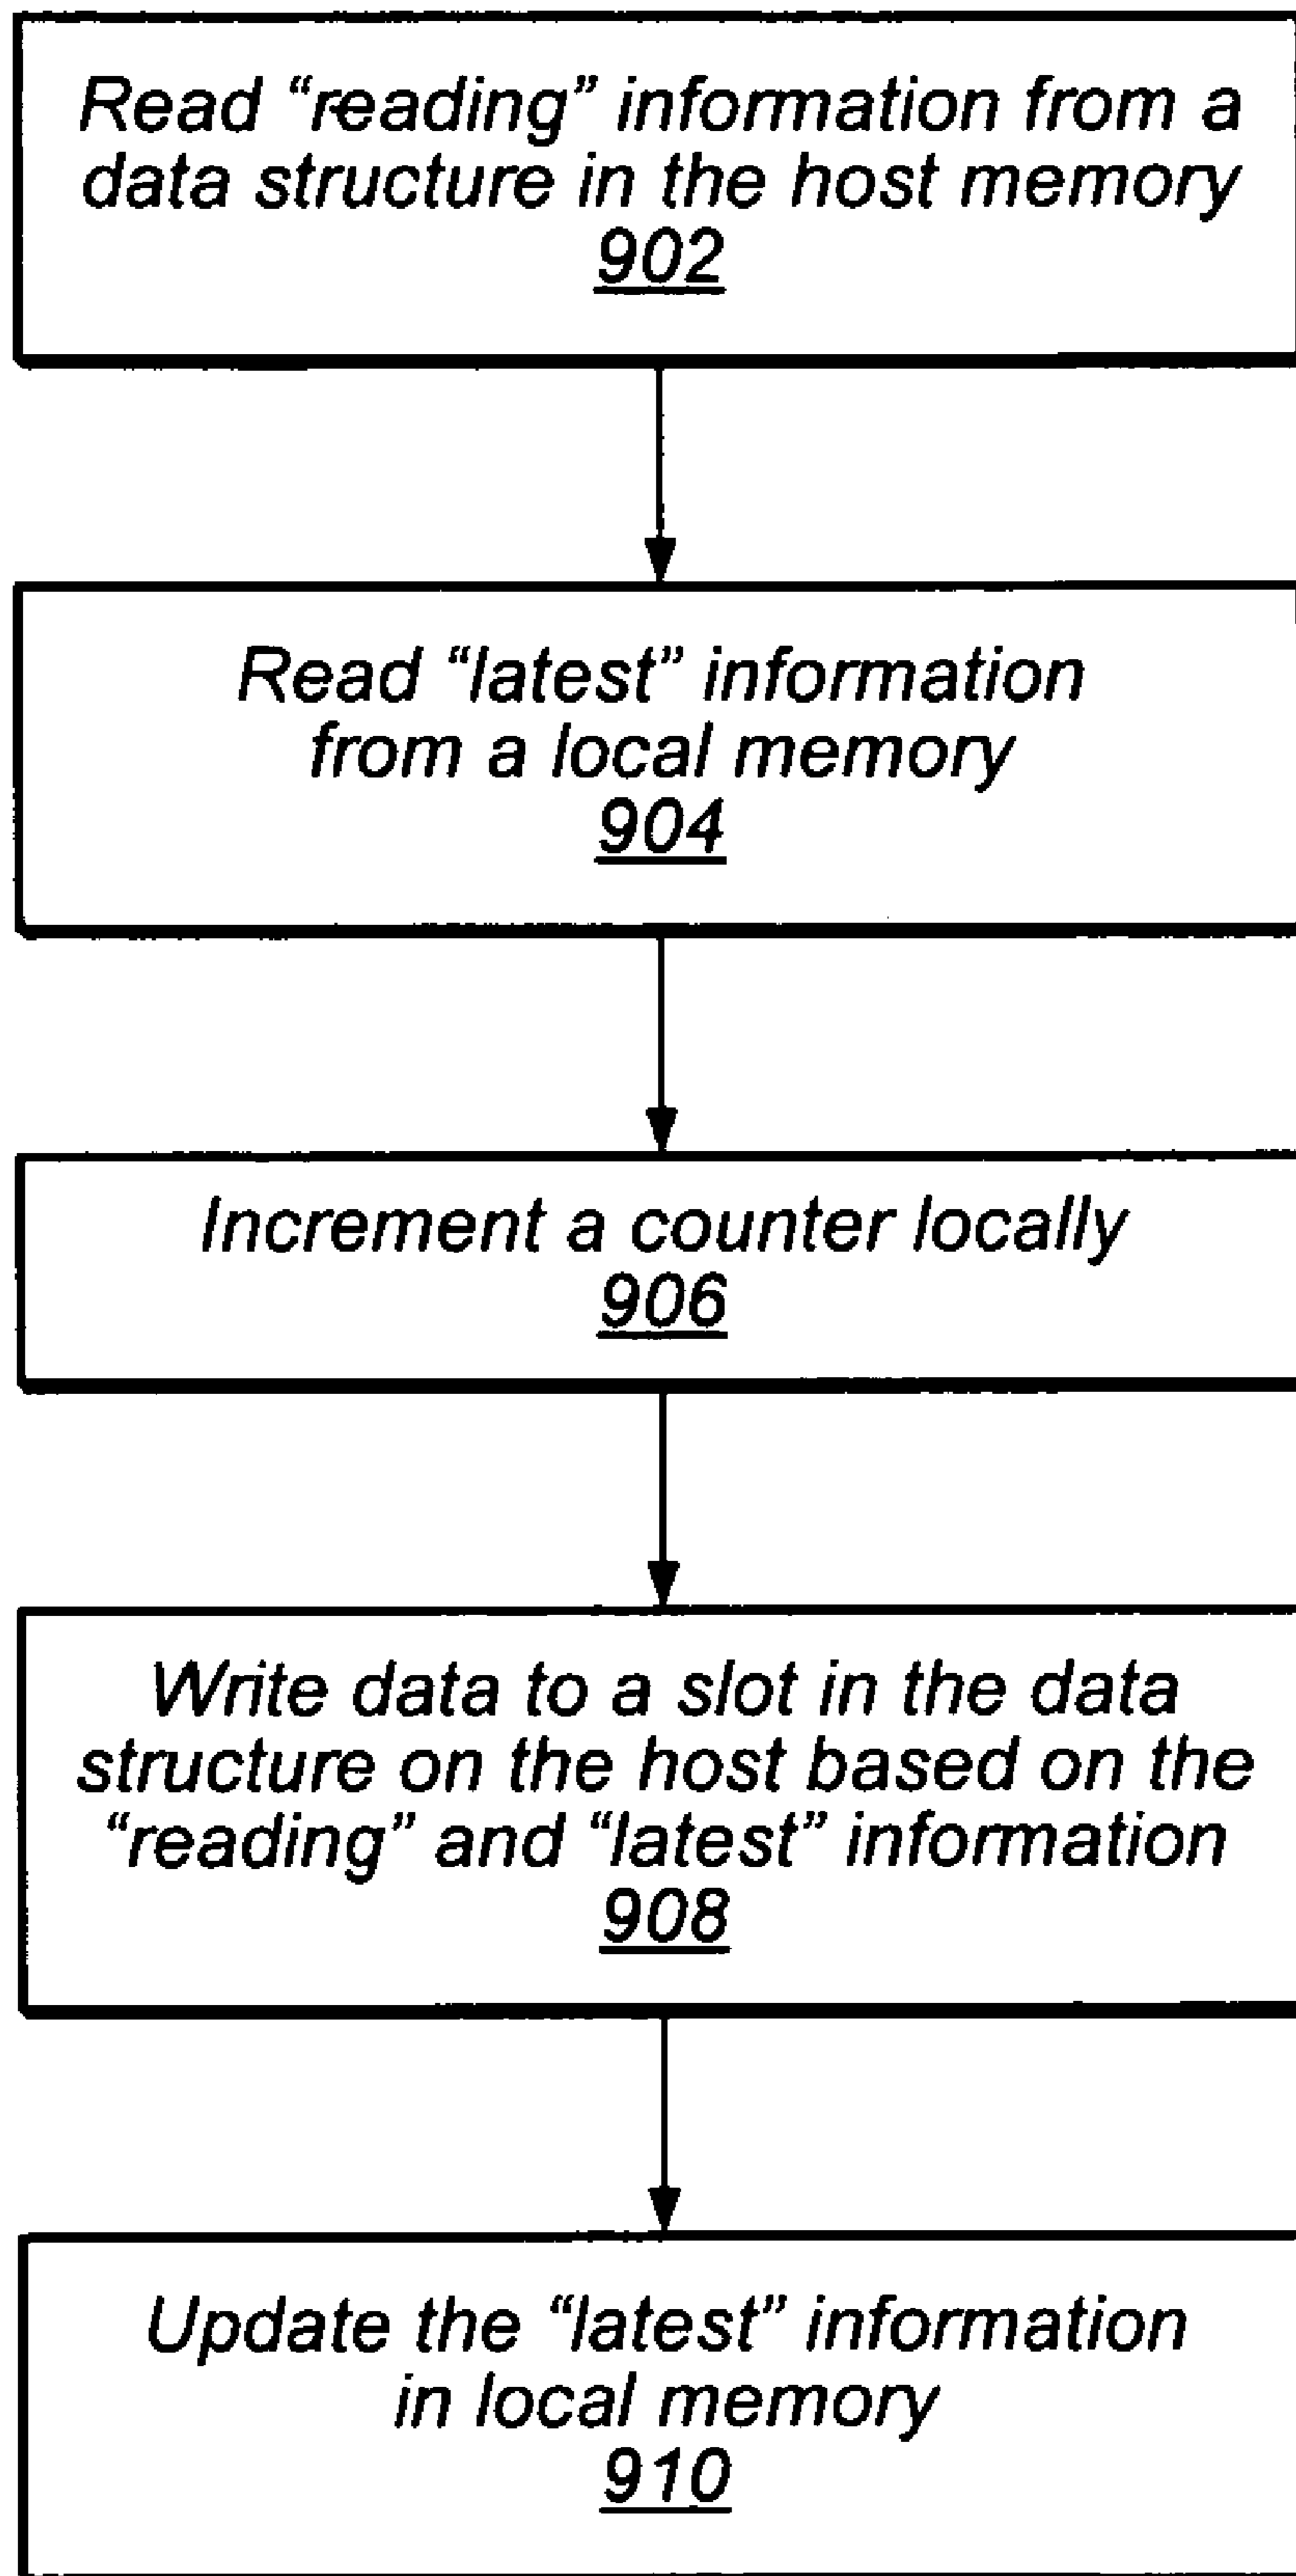 Read “reading” information from a
data structure in the host memory
902
Read “latest” information
from a local memory
904
Increment a counter locally
906
Write data to a slot in the data
structure on the host based on the
“reading” and “latest” information
908
Update the “latest” information
in local memory
910